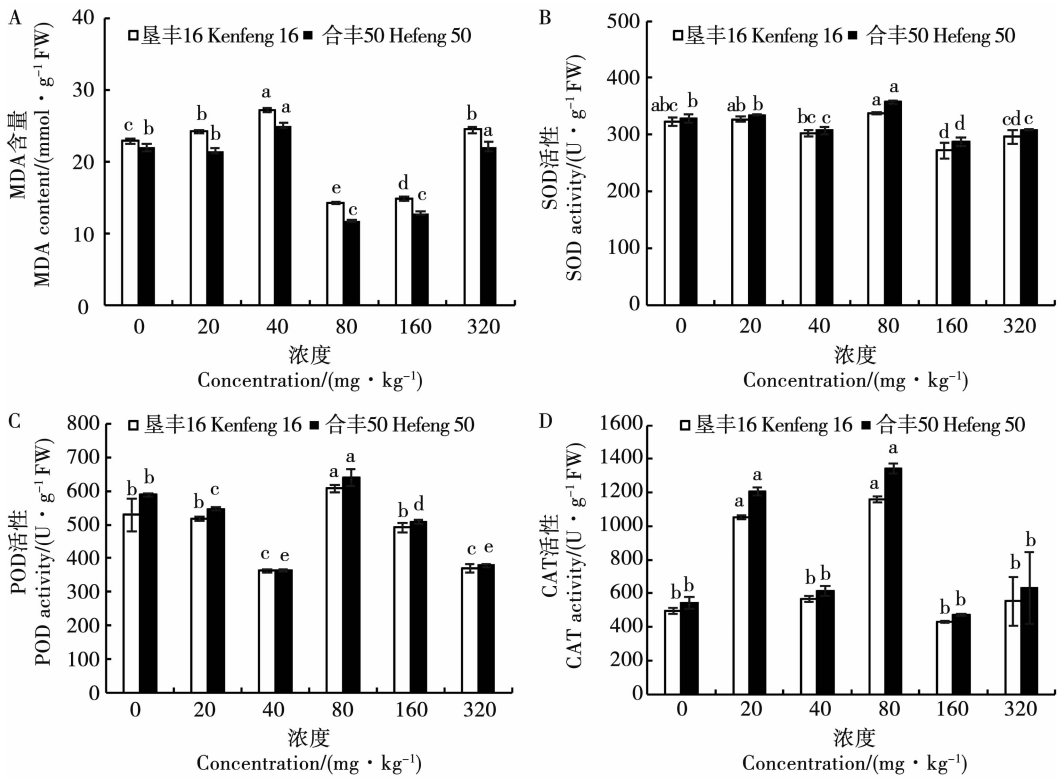 A
40
30
20
10
0
MDA含量
MDA content/(mmol·g⁻¹ FW)
垦丰16 Kenfeng 16 合丰50 Hefeng 50
c b b b a a e c d c b a
0 20 40 80 160 320
浓度
Concentration/(mg·kg⁻¹)
B
500
400
300
200
100
0
SOD活性
SOD activity/(U·g⁻¹ FW)
垦丰16 Kenfeng 16 合丰50 Hefeng 50
abc b ab b bc c a a d d cd c
0 20 40 80 160 320
浓度
Concentration/(mg·kg⁻¹)
C
800
700
600
500
400
300
200
100
0
POD活性
POD activity/(U·g⁻¹ FW)
垦丰16 Kenfeng 16 合丰50 Hefeng 50
b b b c c e a a b d c e
0 20 40 80 160 320
浓度
Concentration/(mg·kg⁻¹)
D
1600
1400
1200
1000
800
600
400
200
0
CAT活性
CAT activity/(U·g⁻¹ FW)
垦丰16 Kenfeng 16 合丰50 Hefeng 50
b b a a b b a a b b b b
0 20 40 80 160 320
浓度
Concentration/(mg·kg⁻¹)